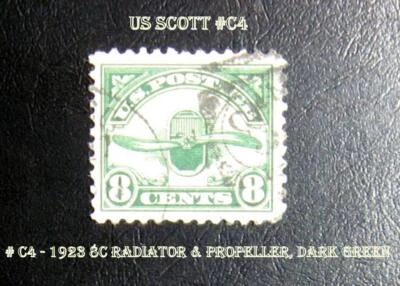 US SCOTT #C4
U.S. POSTAGE
8 CENTS 8
# C4 - 1923 8C RADIATOR & PROPELLER, DARK GREEN